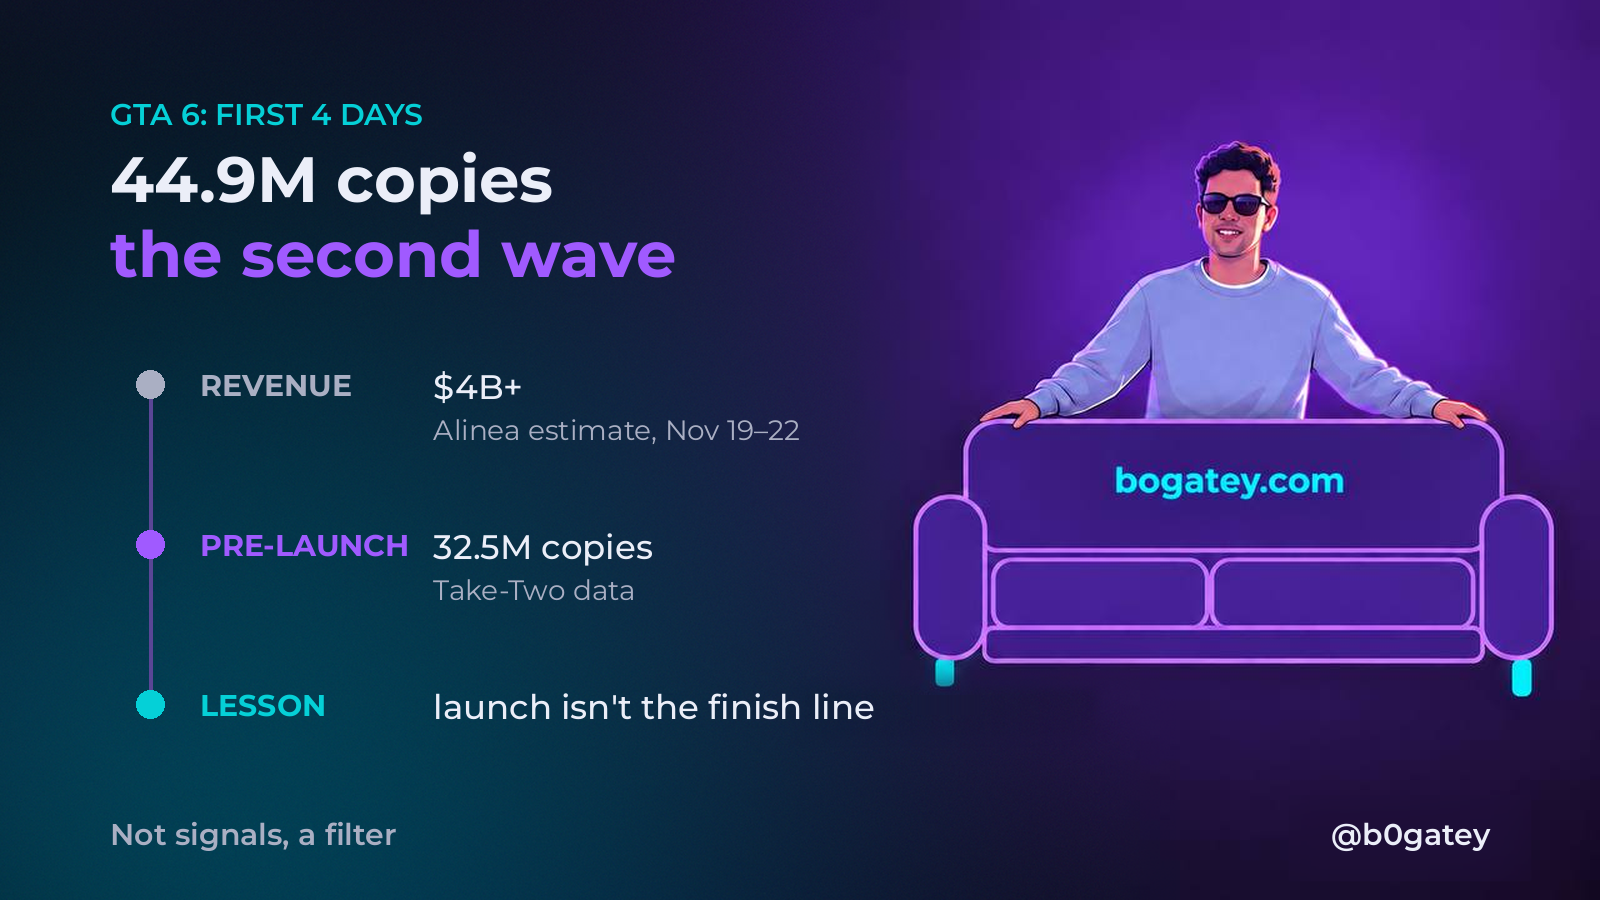 GTA 6: FIRST 4 DAYS
44.9M copies
the second wave
REVENUE $4B+
Alinea estimate, Nov 19–22
PRE-LAUNCH 32.5M copies
Take-Two data
LESSON launch isn't the finish line
bogatey.com
Not signals, a filter
@b0gatey